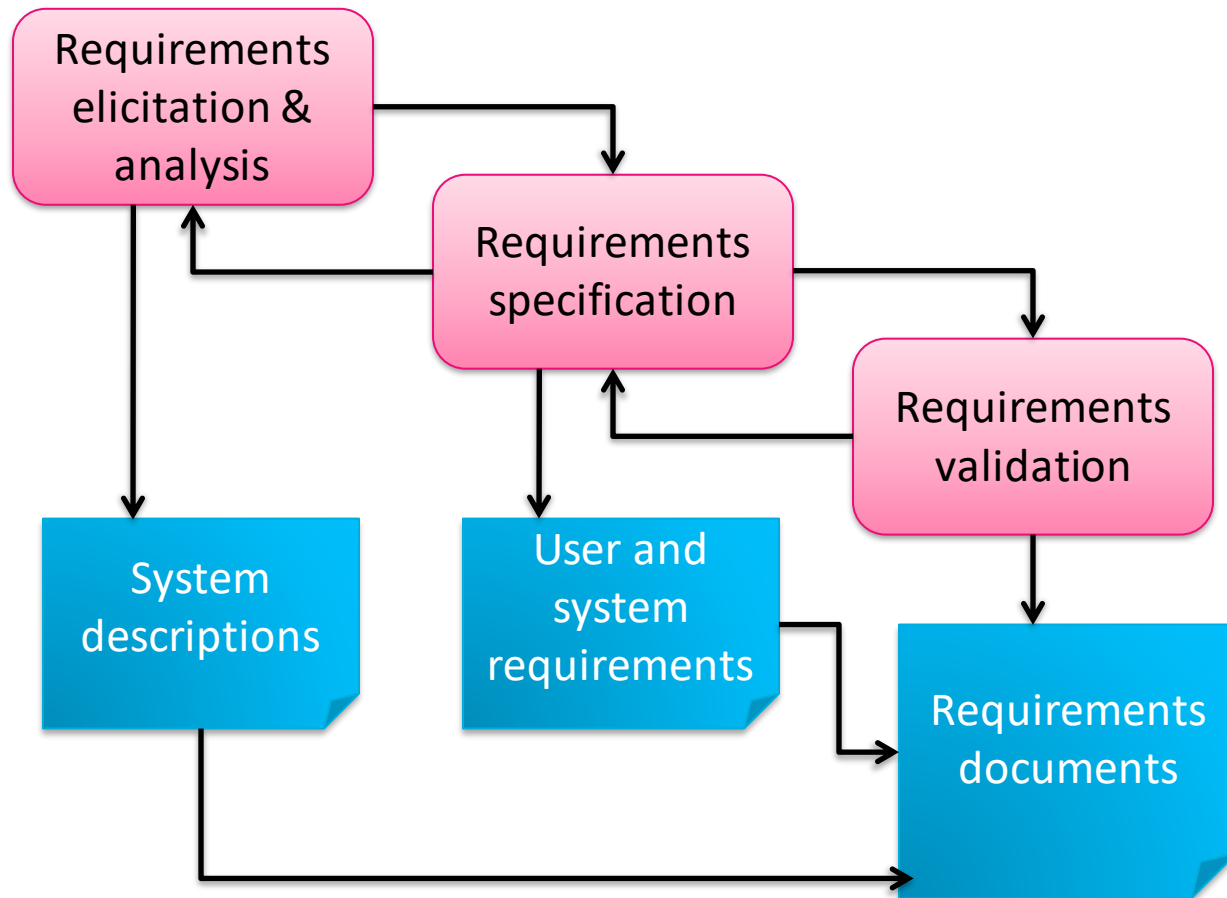 Requirements
elicitation &
analysis
Requirements
specification
Requirements
validation
System
descriptions
User and
system
requirements
Requirements
documents